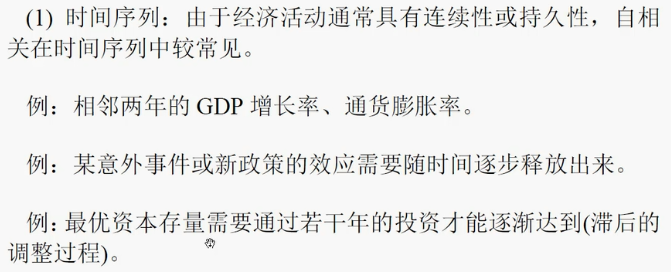 (1) 时间序列：由于经济活动通常具有连续性或持久性，自相
关在时间序列中较常见。
例：相邻两年的 GDP 增长率、通货膨胀率。
例：某意外事件或新政策的效应需要随时间逐步释放出来。
例：最优资本存量需要通过若干年的投资才能逐渐达到(滞后的
调整过程)。